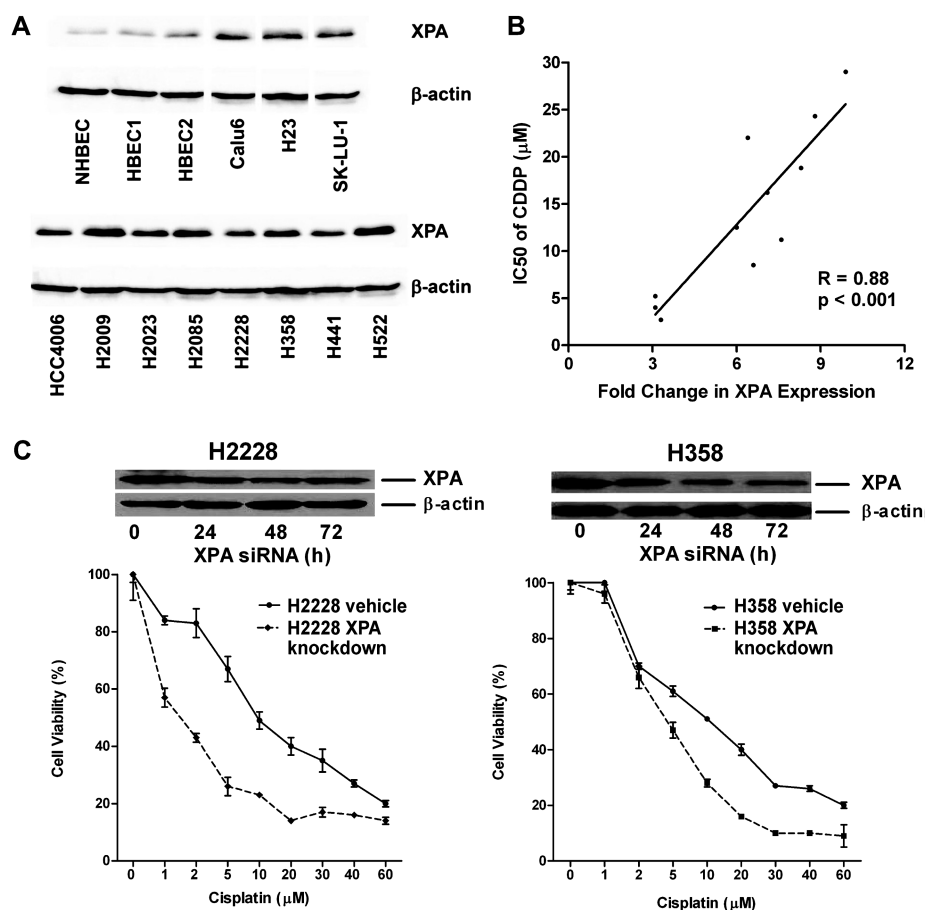 A
XPA
β-actin
NHBEC HBEC1 HBEC2 Calu6 H23 SK-LU-1
XPA
β-actin
HCC4006 H2009 H2023 H2085 H2228 H358 H441 H522
B
IC50 of CDDP (μM)
30
25
20
15
10
5
0
0 3 6 9 12
R = 0.88
p < 0.001
Fold Change in XPA Expression
C
H2228
XPA
β-actin
0 24 48 72
XPA siRNA (h)
Cell Viability (%)
100
80
60
40
20
0
H2228 vehicle
H2228 XPA
knockdown
0 1 2 5 10 20 30 40 60
Cisplatin (μM)
H358
XPA
β-actin
0 24 48 72
XPA siRNA (h)
Cell Viability (%)
100
80
60
40
20
0
H358 vehicle
H358 XPA
knockdown
0 1 2 5 10 20 30 40 60
Cisplatin (μM)